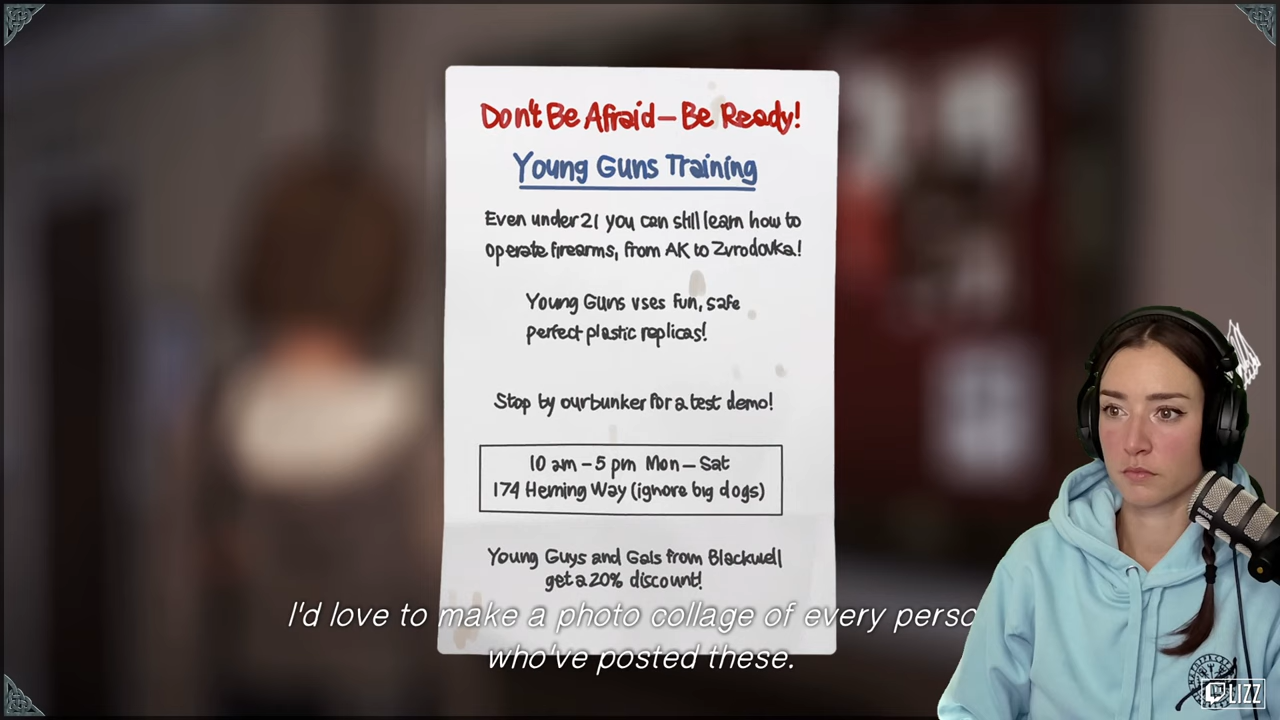 Don't Be Afraid – Be Ready!
Young Guns Training
Even under 21 you can still learn how to
operate firearms, from AK to Zvrodovka!
Young Guns uses fun, safe
perfect plastic replicas!
Stop by our bunker for a test demo!
10 am – 5 pm Mon – Sat
174 Heming Way (ignore big dogs)
Young Guys and Gals from Blackwell
get a 20% discount!
I'd love to make a photo collage of every perso
who've posted these.
LIZZ